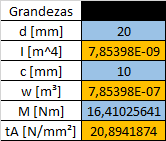 Grandezas
d [mm] 20
I [m^4] 7,85398E-09
c [mm] 10
w [m³] 7,85398E-07
M [Nm] 16,41025641
tA [N/mm²] 20,8941874